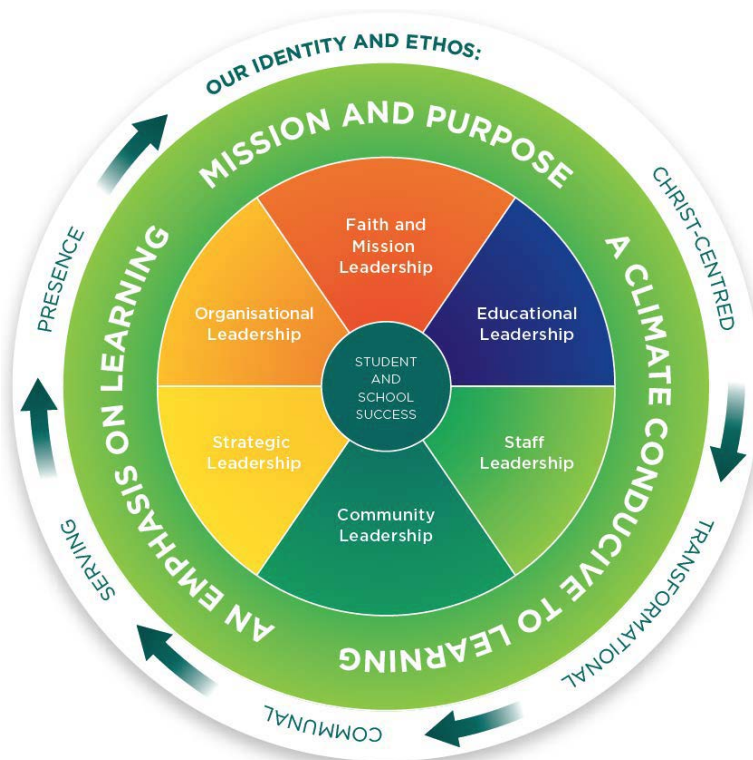 OUR IDENTITY AND ETHOS:
CHRIST-CENTRED
TRANSFORMATIONAL
COMMUNAL
SERVING
PRESENCE
MISSION AND PURPOSE
A CLIMATE CONDUCIVE TO LEARNING
AN EMPHASIS ON LEARNING
Faith and
Mission
Leadership
Educational
Leadership
Staff
Leadership
Community
Leadership
Strategic
Leadership
Organisational
Leadership
STUDENT
AND
SCHOOL
SUCCESS